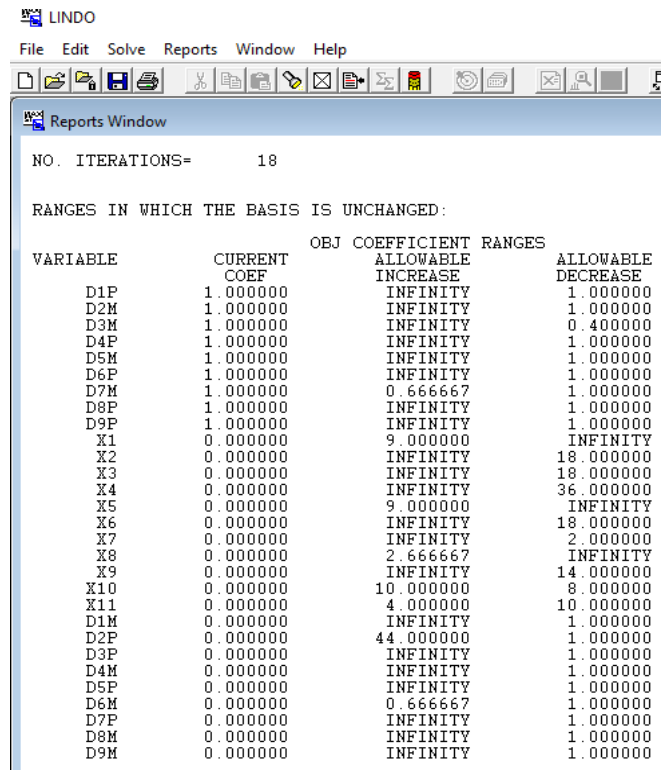 LINDO
File Edit Solve Reports Window Help
Reports Window
NO. ITERATIONS= 18
RANGES IN WHICH THE BASIS IS UNCHANGED:
OBJ COEFFICIENT RANGES
VARIABLE CURRENT ALLOWABLE ALLOWABLE
COEF INCREASE DECREASE
D1P 1.000000 INFINITY 1.000000
D2M 1.000000 INFINITY 1.000000
D3M 1.000000 INFINITY 0.400000
D4P 1.000000 INFINITY 1.000000
D5M 1.000000 INFINITY 1.000000
D6P 1.000000 INFINITY 1.000000
D7M 1.000000 0.666667 1.000000
D8P 1.000000 INFINITY 1.000000
D9P 1.000000 INFINITY 1.000000
X1 0.000000 9.000000 INFINITY
X2 0.000000 INFINITY 18.000000
X3 0.000000 INFINITY 18.000000
X4 0.000000 INFINITY 36.000000
X5 0.000000 9.000000 INFINITY
X6 0.000000 INFINITY 18.000000
X7 0.000000 INFINITY 2.000000
X8 0.000000 2.666667 INFINITY
X9 0.000000 INFINITY 14.000000
X10 0.000000 10.000000 8.000000
X11 0.000000 4.000000 10.000000
D1M 0.000000 INFINITY 1.000000
D2P 0.000000 44.000000 1.000000
D3P 0.000000 INFINITY 1.000000
D4M 0.000000 INFINITY 1.000000
D5P 0.000000 INFINITY 1.000000
D6M 0.000000 0.666667 1.000000
D7P 0.000000 INFINITY 1.000000
D8M 0.000000 INFINITY 1.000000
D9M 0.000000 INFINITY 1.000000